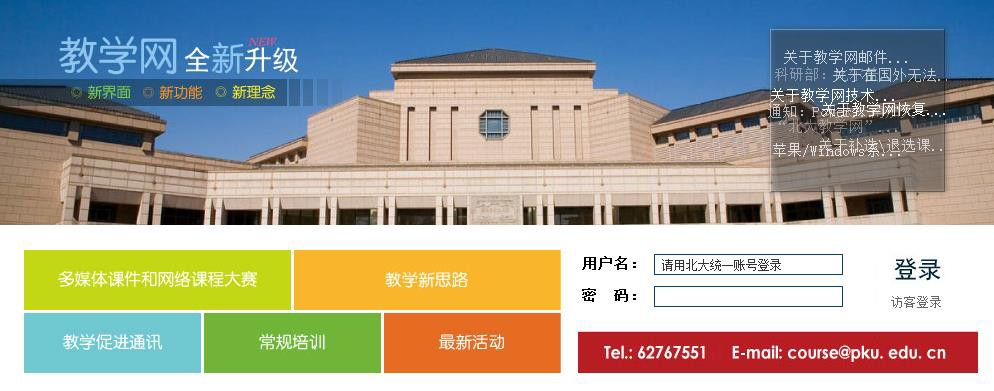 教学网 全新升级
NEW
新界面 新功能 新理念
关于教学网邮件...
科研部：关于在国外无法..
关于教学网技术...
关于教学网恢复...
通知：
“北大教学网”...
关于补选\退选课..
苹果/Windows系...
多媒体课件和网络课程大赛
教学新思路
教学促进通讯
常规培训
最新活动
用户名：
请用北大统一账号登录
密 码：
登录
访客登录
Tel.: 62767551 E-mail: course@pku. edu. cn